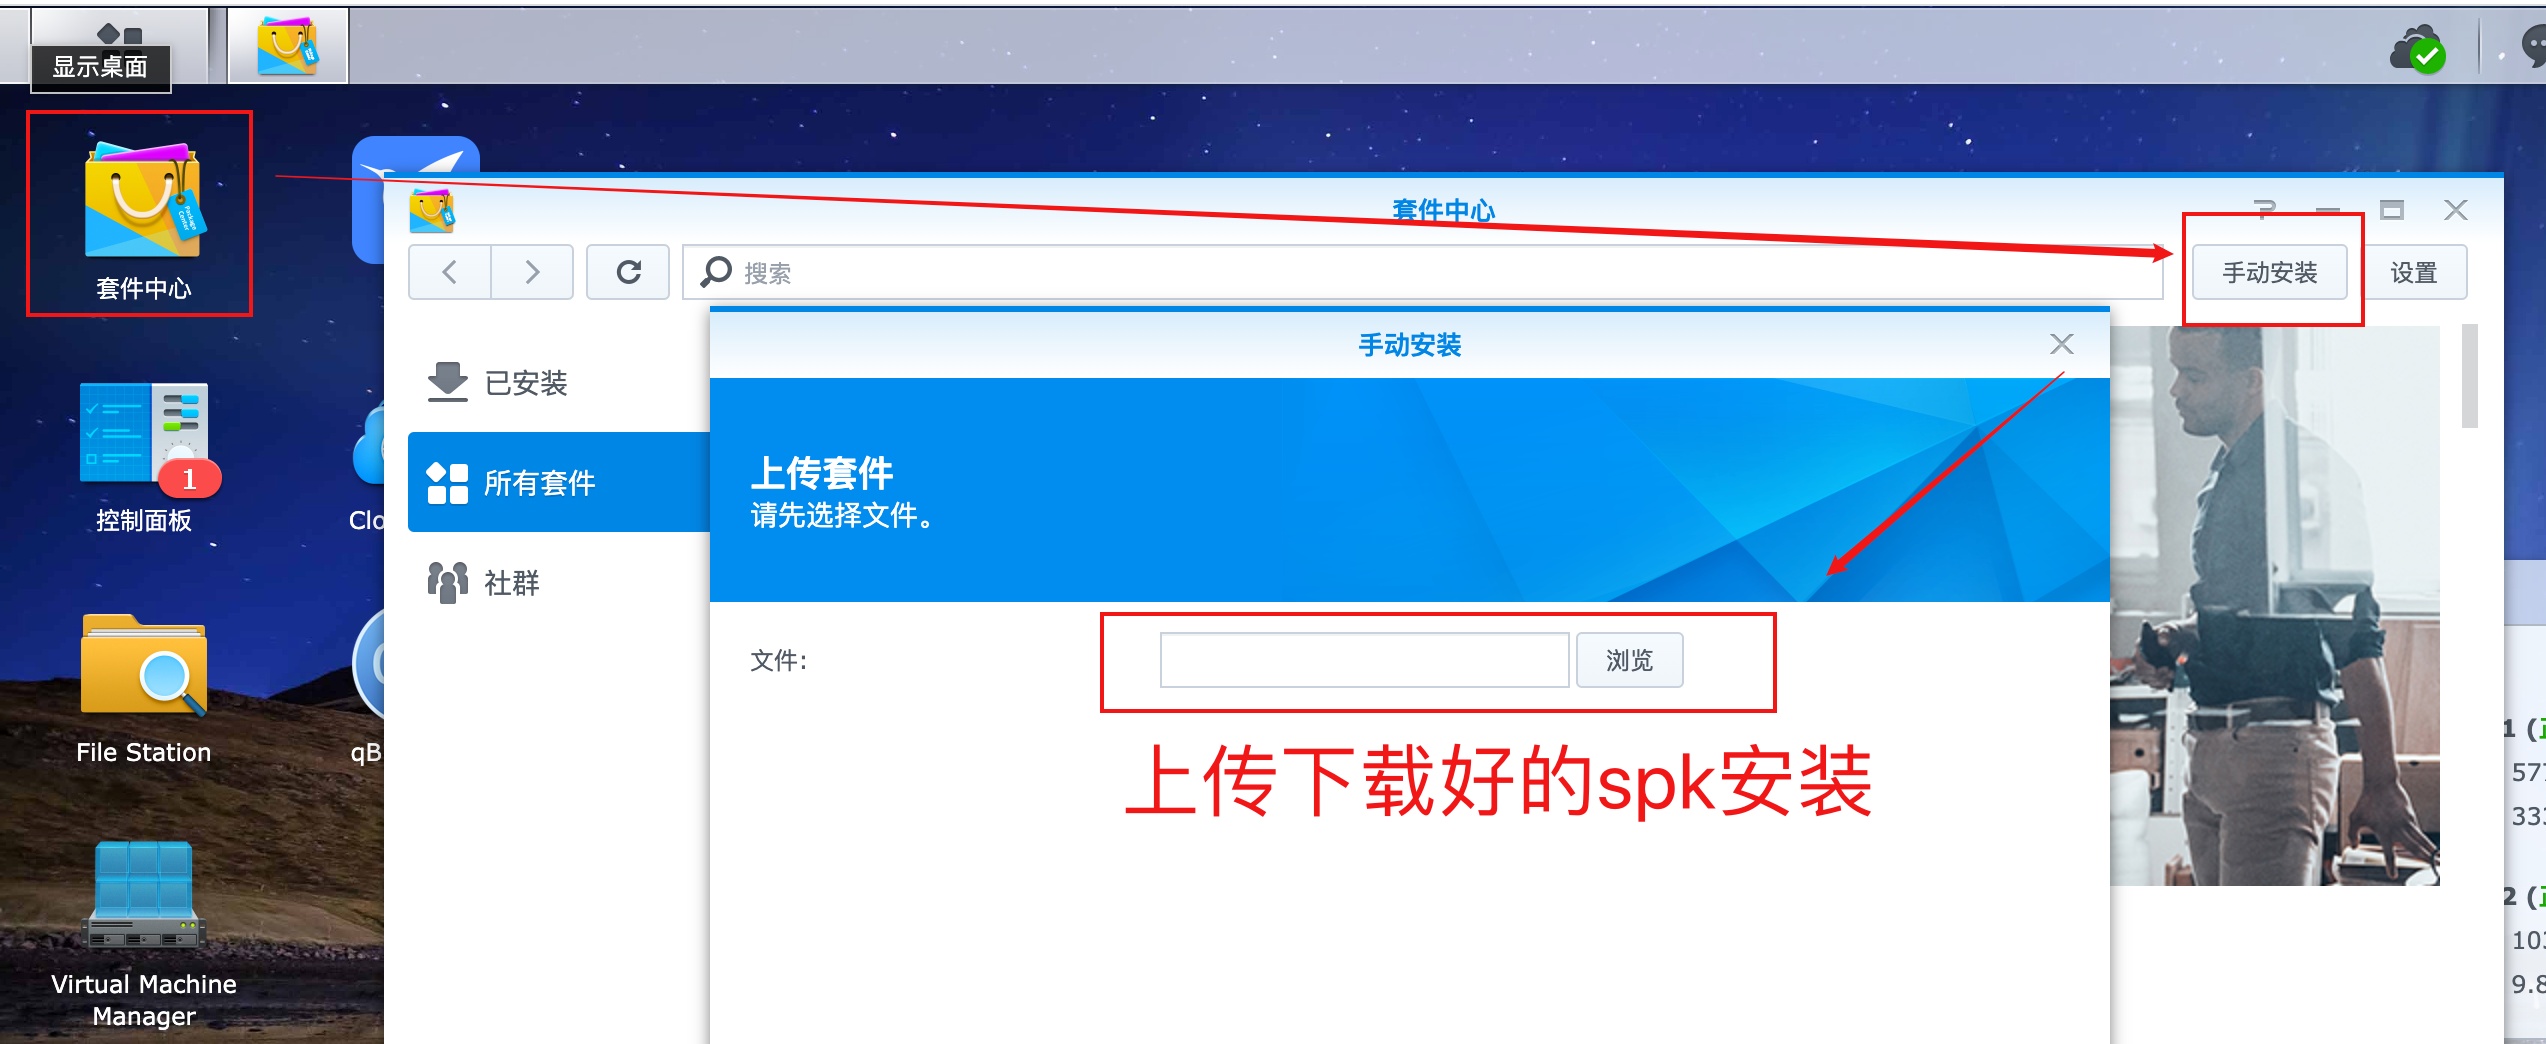 显示桌面
套件中心
套件中心
搜索
手动安装
设置
手动安装
已安装
所有套件
社群
上传套件
请先选择文件。
文件:
浏览
上传下载好的spk安装
1
控制面板
Clo
File Station
qB
Virtual Machine
Manager
1 (
577
333
2 (
103
9.8